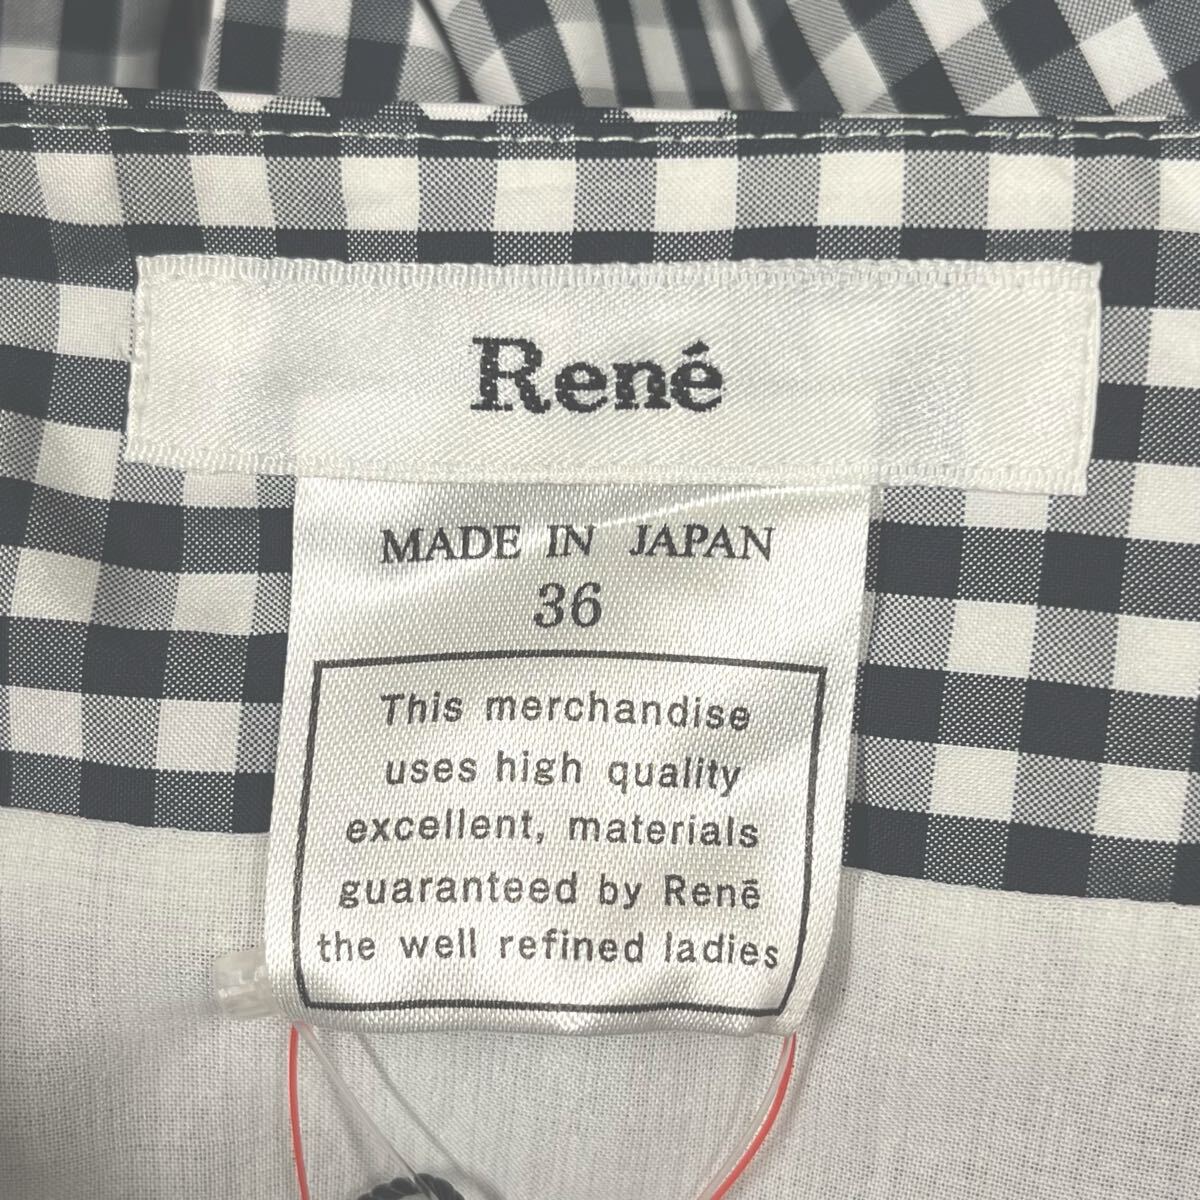 René
MADE IN JAPAN
36
This merchandise
uses high quality
excellent, materials
guaranteed by Renē
the well refined ladies